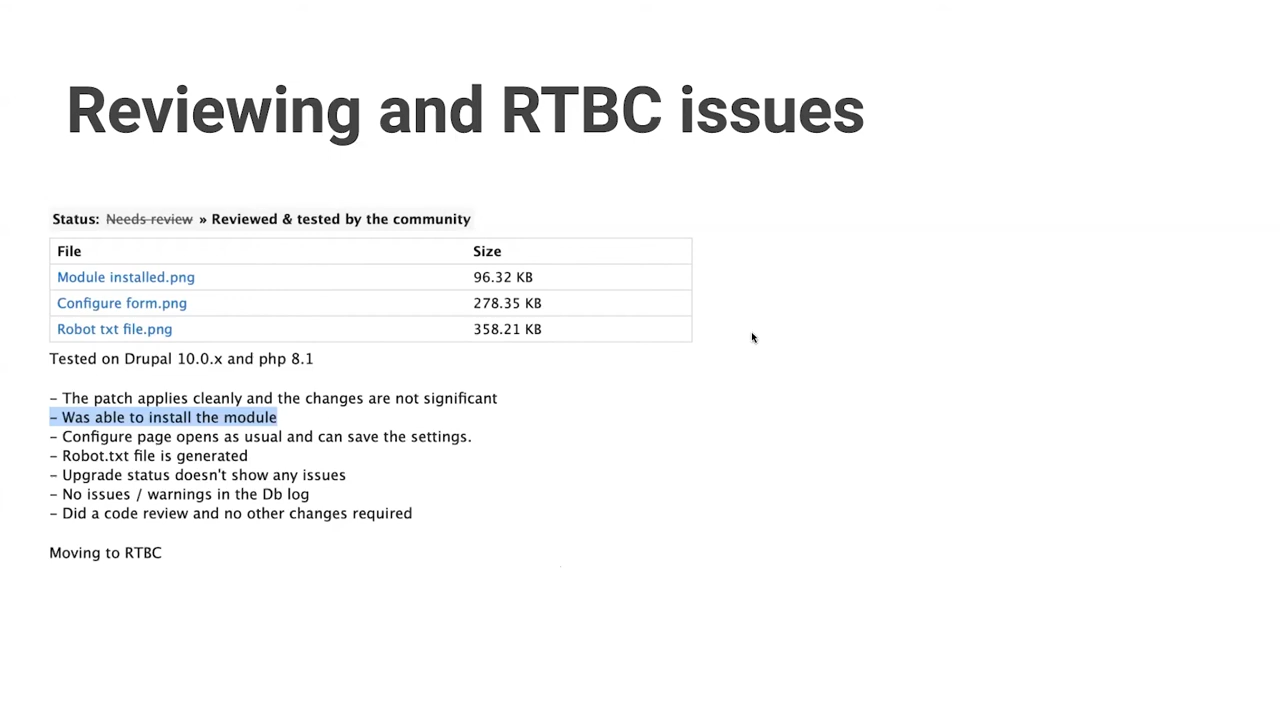 Reviewing and RTBC issues
Status: Needs review » Reviewed & tested by the community
File Size
Module installed.png 96.32 KB
Configure form.png 278.35 KB
Robot txt file.png 358.21 KB
Tested on Drupal 10.0.x and php 8.1
- The patch applies cleanly and the changes are not significant
- Was able to install the module
- Configure page opens as usual and can save the settings.
- Robot.txt file is generated
- Upgrade status doesn't show any issues
- No issues / warnings in the Db log
- Did a code review and no other changes required
Moving to RTBC